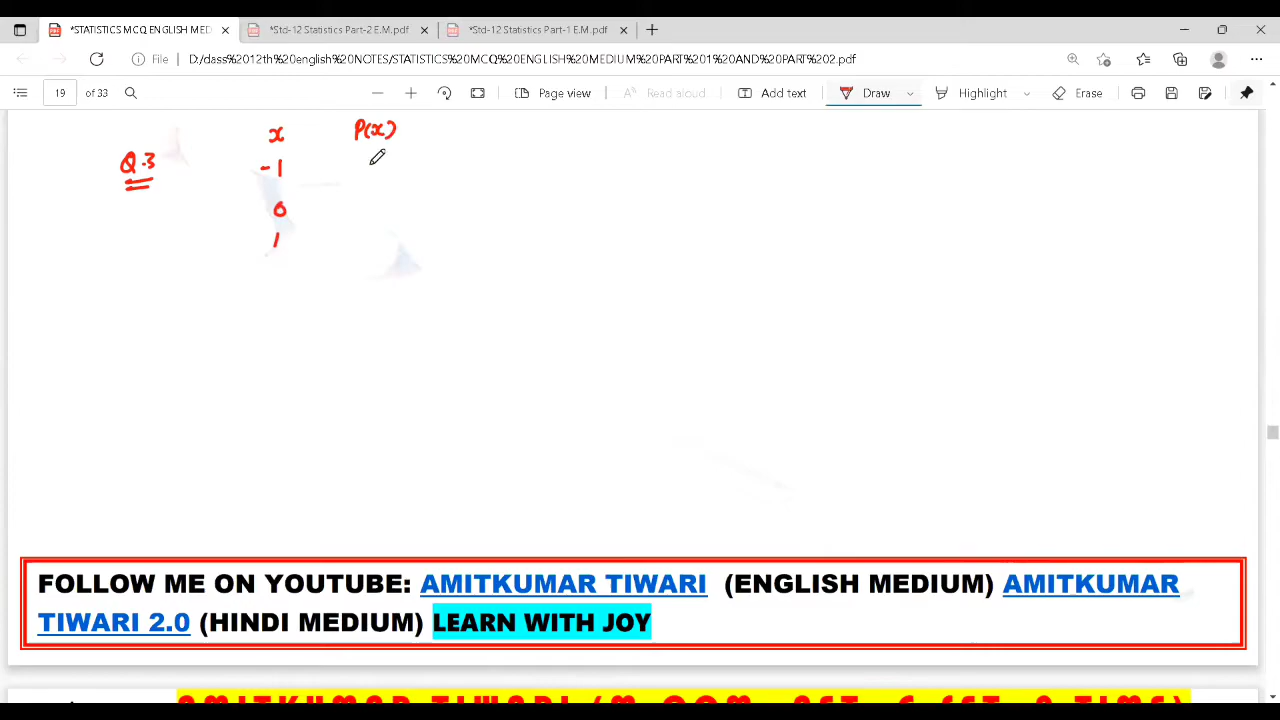 *STATISTICS MCQ ENGLISH MED
*Std-12 Statistics Part-2 E.M.pdf
*Std-12 Statistics Part-1 E.M.pdf
File
D:/class%2012th%20english%20NOTES/STATISTICS%20MCQ%20ENGLISH%20MEDIUM%20PART%201%20AND%20PART%202.pdf
19 of 33
Page view
Read aloud
Add text
Draw
Highlight
Erase
x P(x)
Q.3
-1
0
1
FOLLOW ME ON YOUTUBE: AMITKUMAR TIWARI (ENGLISH MEDIUM) AMITKUMAR
TIWARI 2.0 (HINDI MEDIUM) LEARN WITH JOY